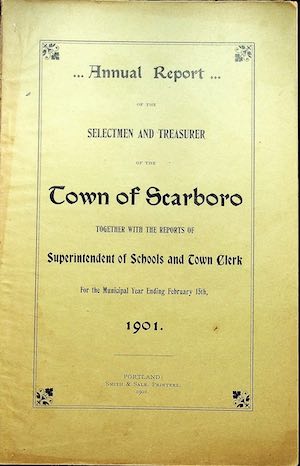 ... Annual Report ...
OF THE
SELECTMEN AND TREASURER
OF THE
Town of Scarboro
TOGETHER WITH THE REPORTS OF
Superintendent of Schools and Town Clerk
For the Municipal Year Ending February 15th,
1901.
PORTLAND:
SMITH & SALE, PRINTERS.
1901